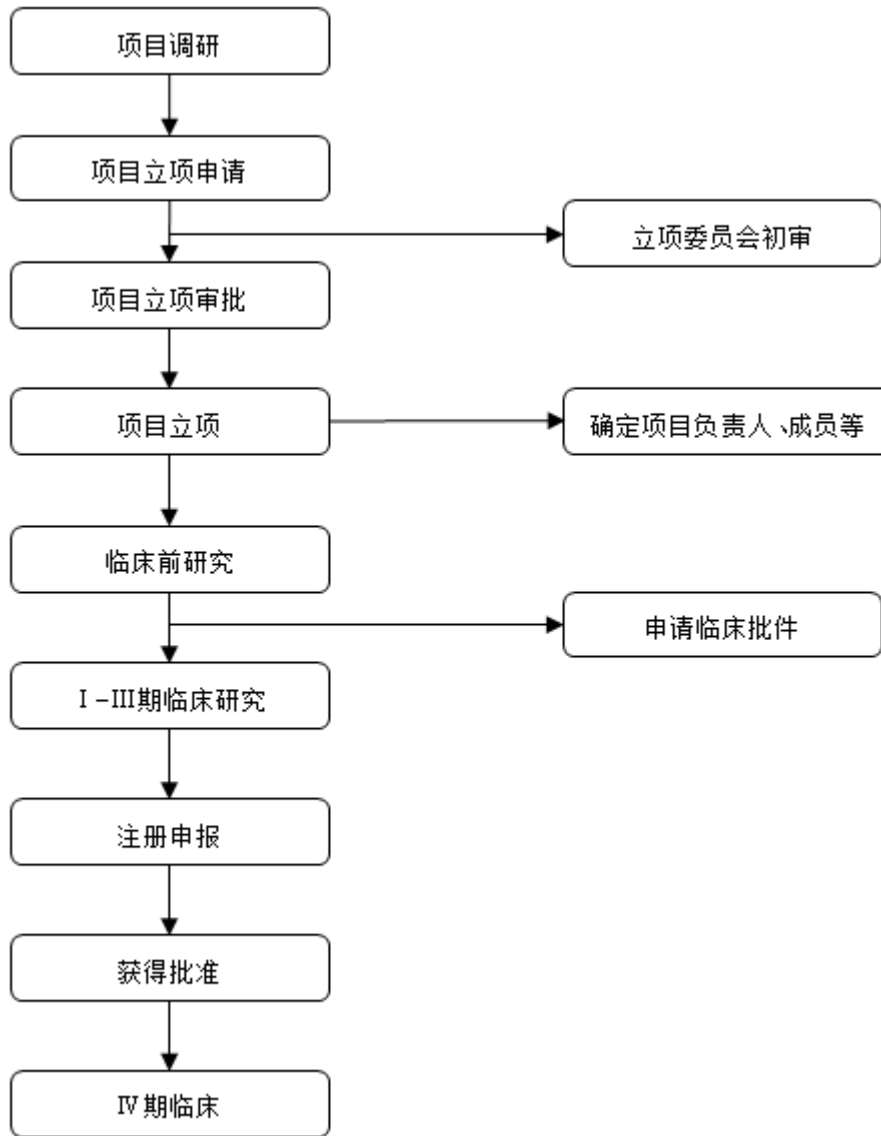 项目调研
项目立项申请
立项委员会初审
项目立项审批
项目立项
确定项目负责人、成员等
临床前研究
申请临床批件
I-III期临床研究
注册申报
获得批准
IV期临床